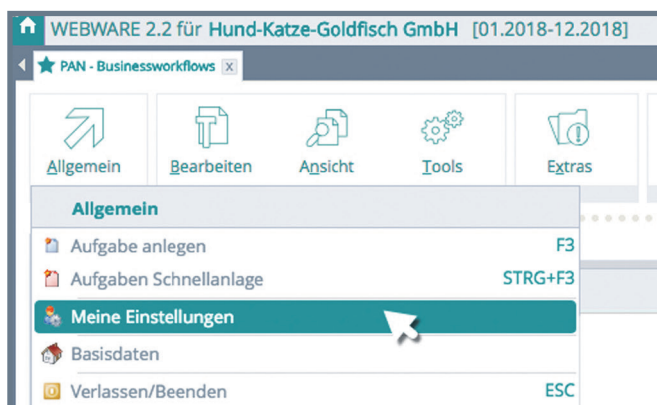 WEBWARE 2.2 für Hund-Katze-Goldfisch GmbH [01.2018-12.2018]
PAN - Businessworkflows x
Allgemein Bearbeiten Ansicht Tools Extras
Allgemein
Aufgabe anlegen F3
Aufgaben Schnellanlage STRG+F3
Meine Einstellungen
Basisdaten
Verlassen/Beenden ESC